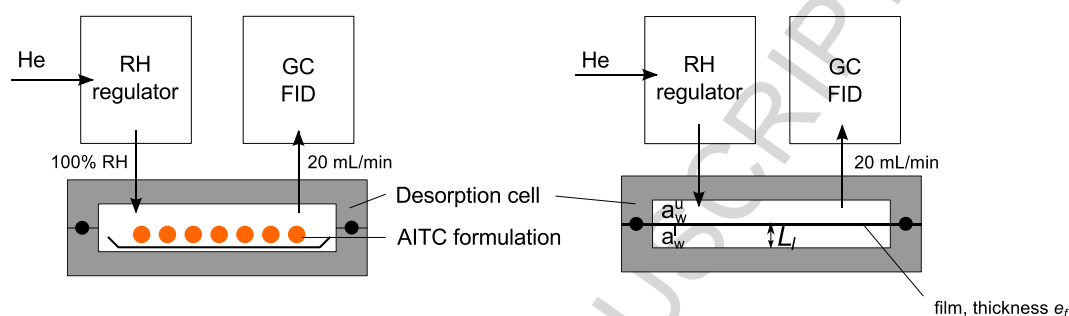 He
RH
regulator
GC
FID
100% RH
20 mL/min
Desorption cell
AITC formulation
He
RH
regulator
GC
FID
20 mL/min
a_w^u
a_w^l
L_l
film, thickness e_f
USCRIP